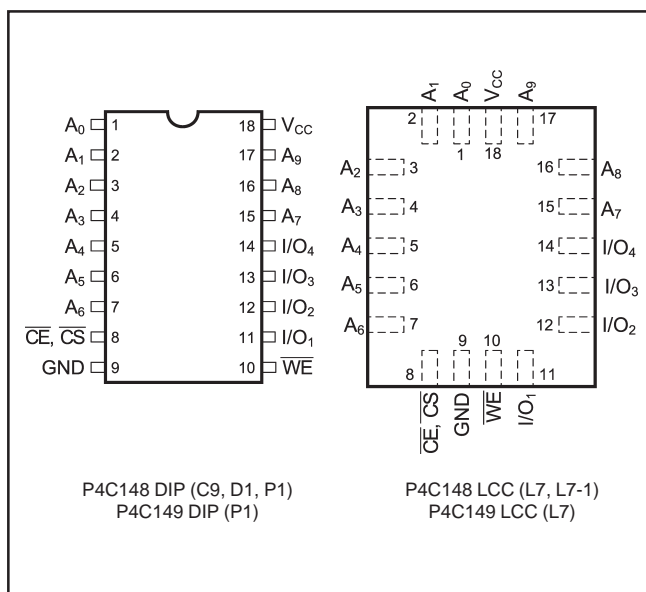 A0 1 18 VCC
A1 2 17 A9
A2 3 16 A8
A3 4 15 A7
A4 5 14 I/O4
A5 6 13 I/O3
A6 7 12 I/O2
CE, CS 8 11 I/O1
GND 9 10 WE
P4C148 DIP (C9, D1, P1)
P4C149 DIP (P1)
A1 A0 VCC A9
2 1 18 17
A2 3 16 A8
A3 4 15 A7
A4 5 14 I/O4
A5 6 13 I/O3
A6 7 12 I/O2
8 9 10 11
CE, CS GND WE I/O1
P4C148 LCC (L7, L7-1)
P4C149 LCC (L7)